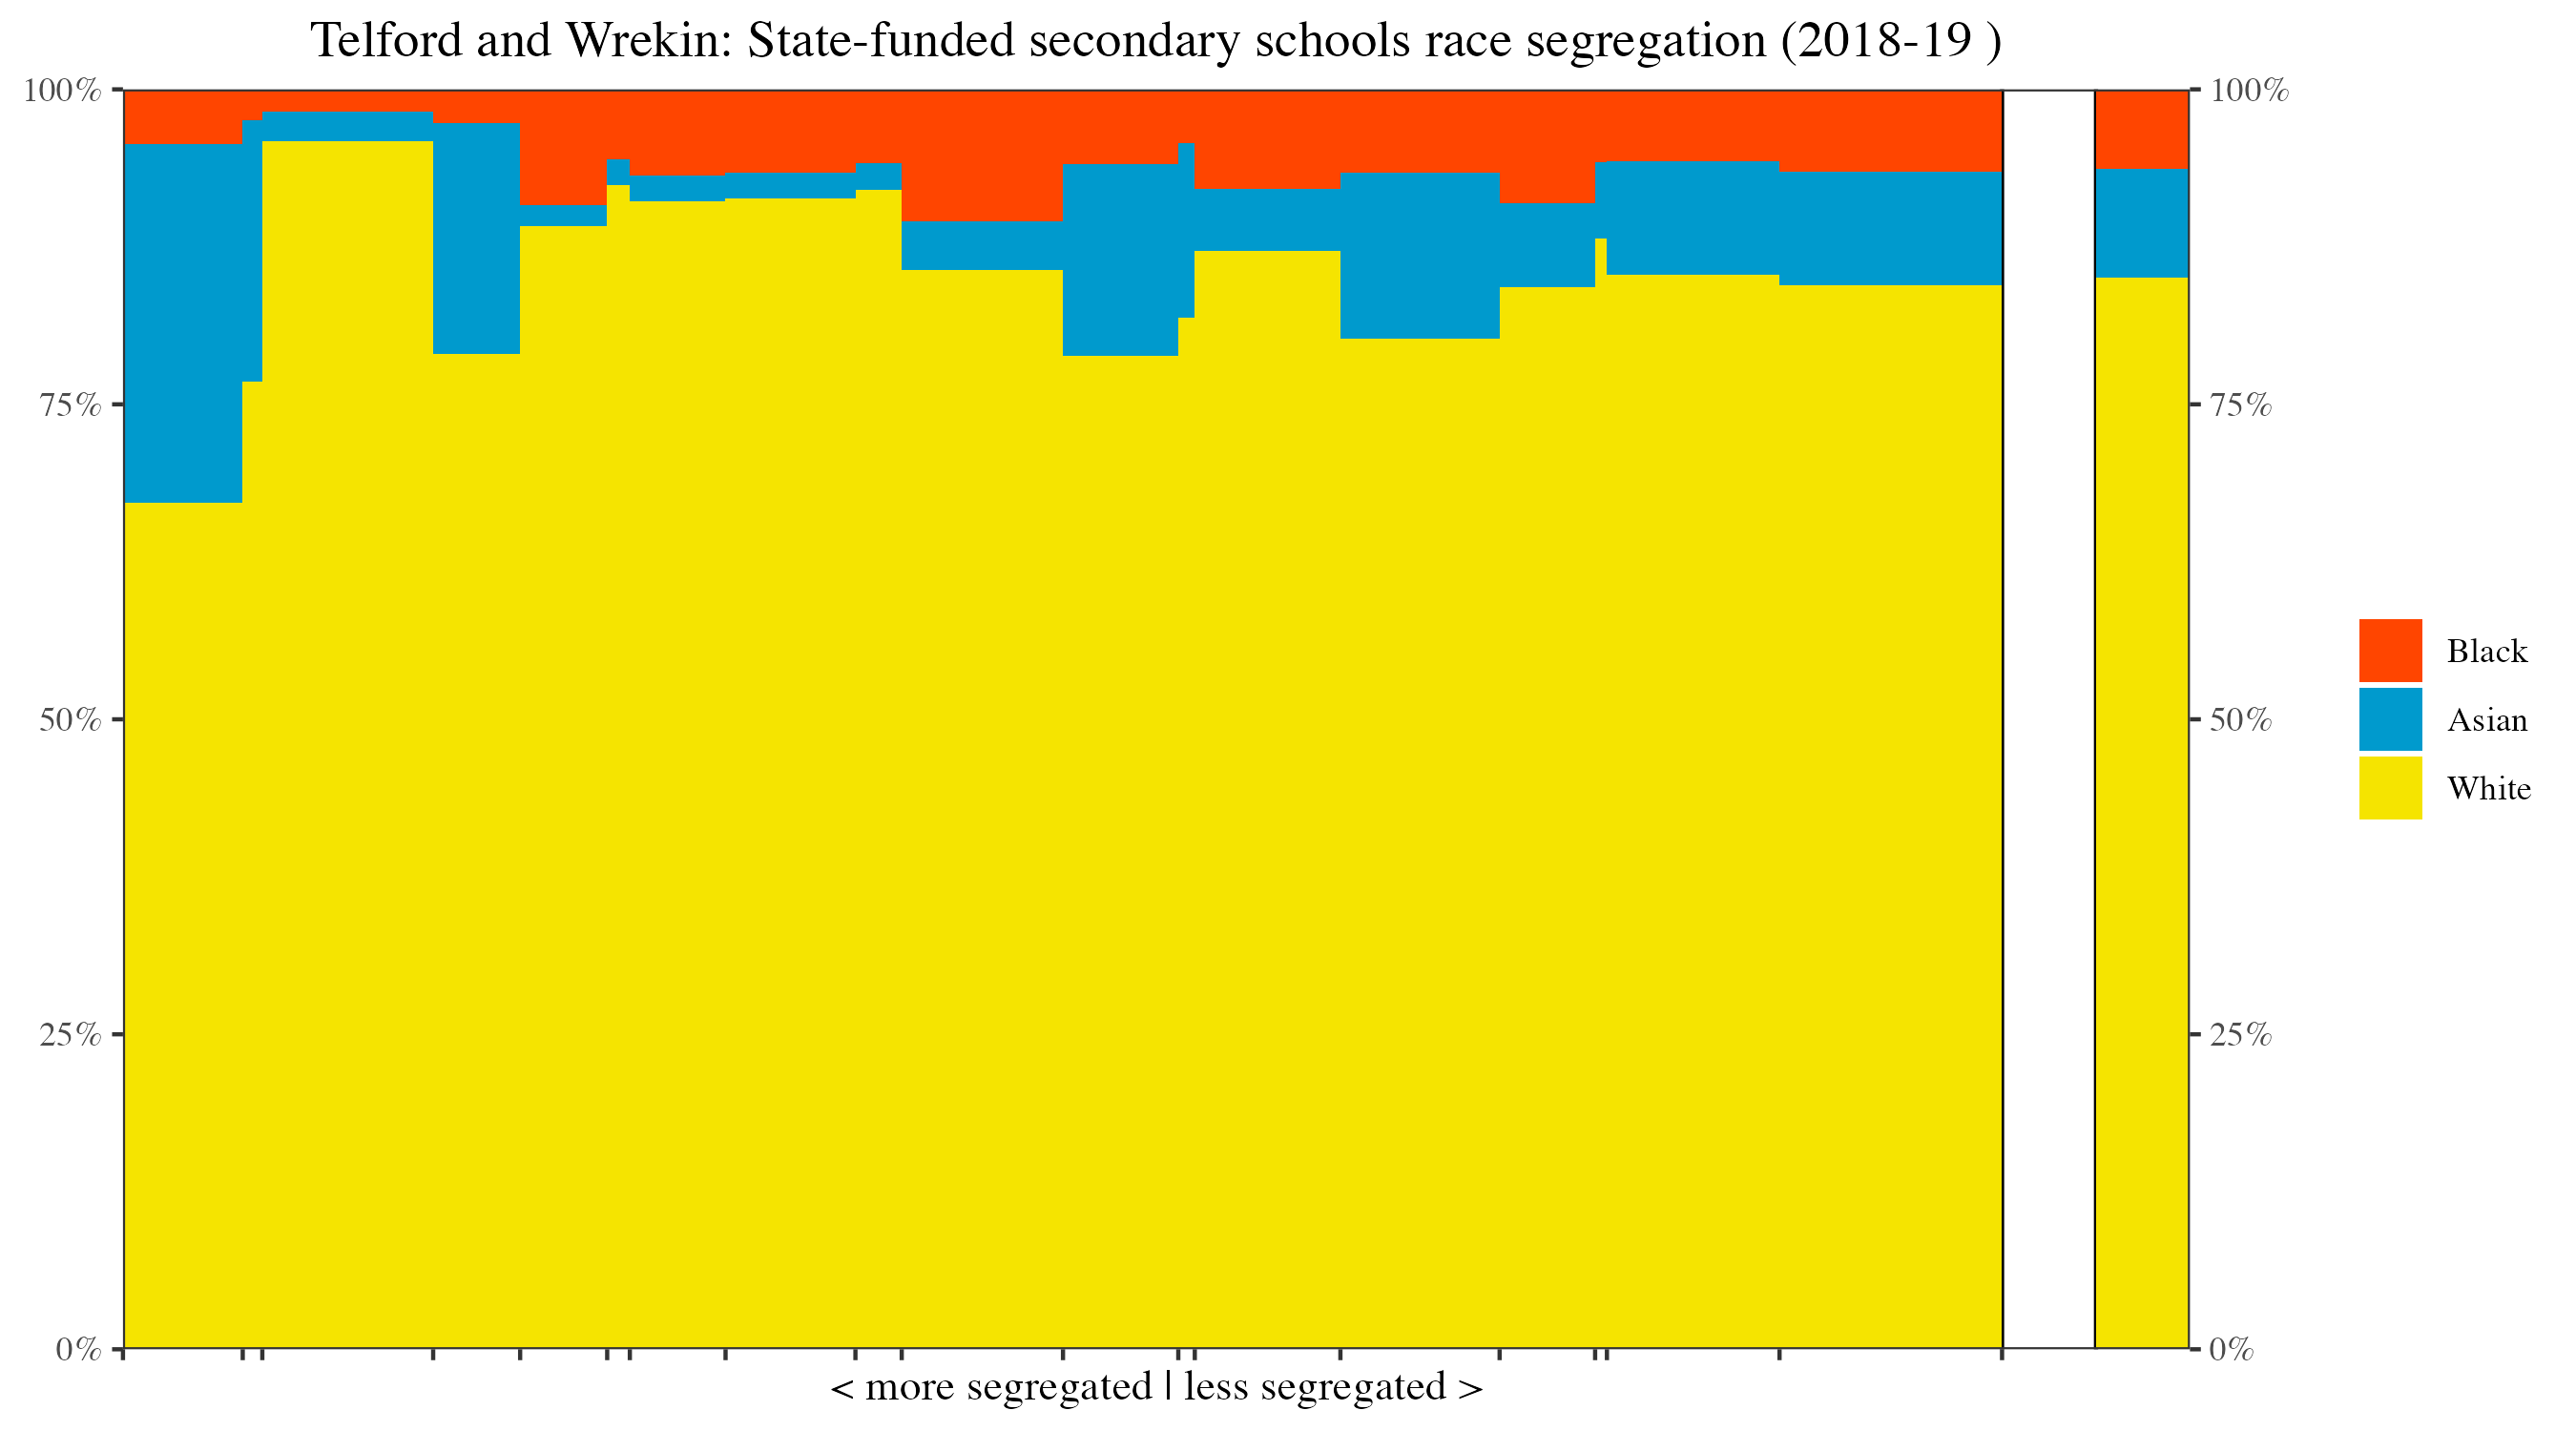 Telford and Wrekin: State-funded secondary schools race segregation (2018-19 )
100%
75%
50%
25%
0%
100%
75%
50%
25%
0%
Black
Asian
White
< more segregated | less segregated >